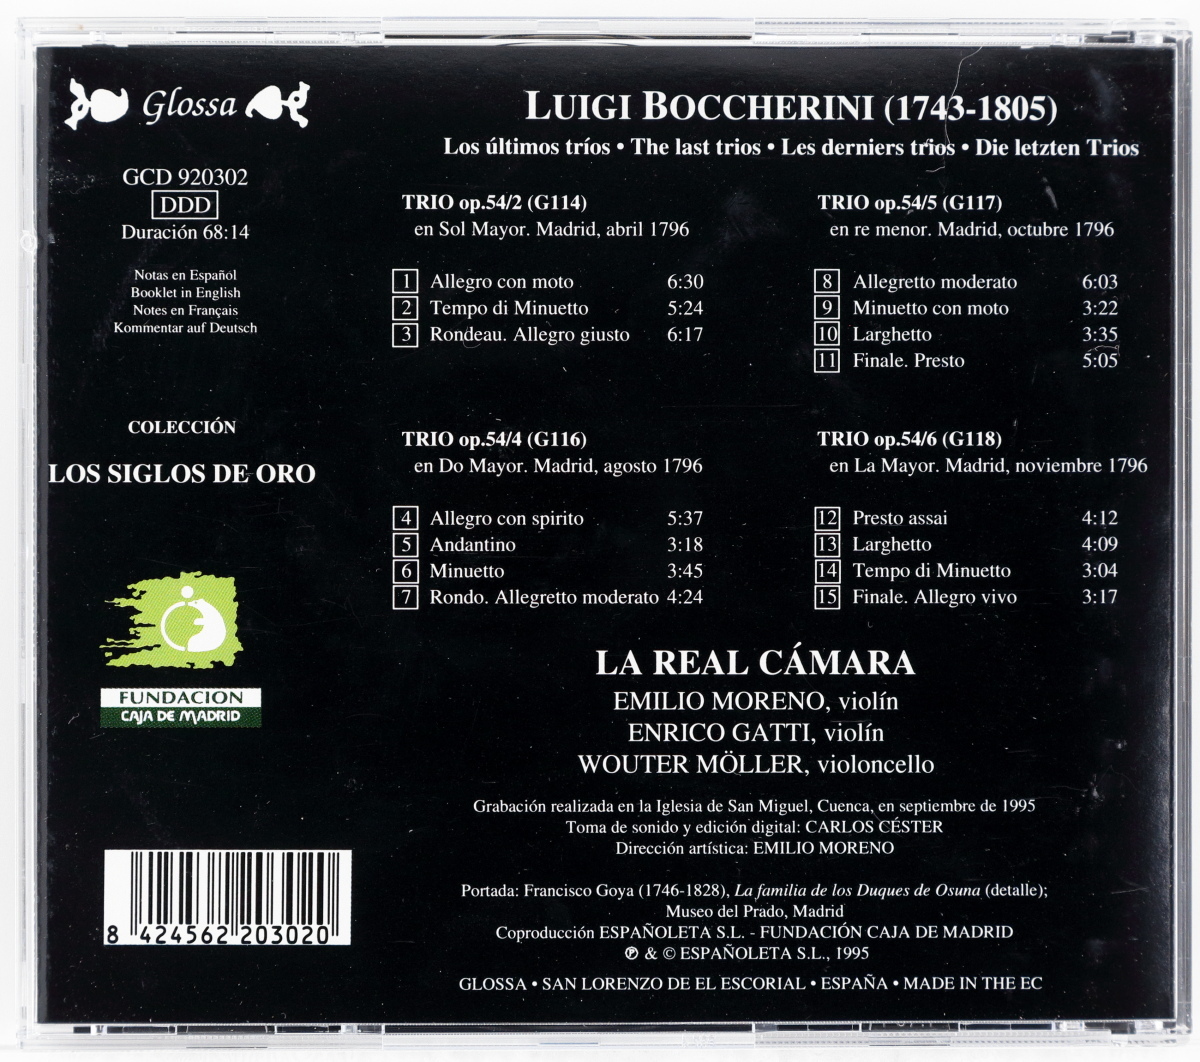 Glossa
GCD 920302
DDD
Duración 68:14
Notas en Español
Booklet in English
Notes en Français
Kommentar auf Deutsch
COLECCIÓN
LOS SIGLOS DE ORO
FUNDACION
CAJA DE MADRID
8 424562 203020
LUIGI BOCCHERINI (1743-1805)
Los últimos tríos • The last trios • Les derniers trios • Die letzten Trios
TRIO op.54/2 (G114)
en Sol Mayor. Madrid, abril 1796
1 Allegro con moto 6:30
2 Tempo di Minuetto 5:24
3 Rondeau. Allegro giusto 6:17
TRIO op.54/4 (G116)
en Do Mayor. Madrid, agosto 1796
4 Allegro con spirito 5:37
5 Andantino 3:18
6 Minuetto 3:45
7 Rondo. Allegretto moderato 4:24
TRIO op.54/5 (G117)
en re menor. Madrid, octubre 1796
8 Allegretto moderato 6:03
9 Minuetto con moto 3:22
10 Larghetto 3:35
11 Finale. Presto 5:05
TRIO op.54/6 (G118)
en La Mayor. Madrid, noviembre 1796
12 Presto assai 4:12
13 Larghetto 4:09
14 Tempo di Minuetto 3:04
15 Finale. Allegro vivo 3:17
LA REAL CÁMARA
EMILIO MORENO, violín
ENRICO GATTI, violín
WOUTER MÖLLER, violoncello
Grabación realizada en la Iglesia de San Miguel, Cuenca, en septiembre de 1995
Toma de sonido y edición digital: CARLOS CÉSTER
Dirección artística: EMILIO MORENO
Portada: Francisco Goya (1746-1828), La familia de los Duques de Osuna (detalle);
Museo del Prado, Madrid
Coproducción ESPAÑOLETA S.L. - FUNDACIÓN CAJA DE MADRID
℗ & © ESPAÑOLETA S.L., 1995
GLOSSA • SAN LORENZO DE EL ESCORIAL • ESPAÑA • MADE IN THE EC